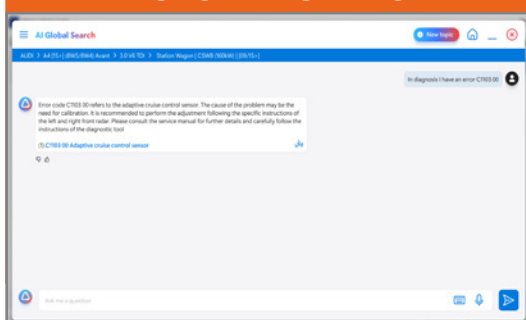 AI Global Search
New topic
AUDI > A4 [15>] (8W5/8W4) Avant > 3.0 V6 TDI > Station Wagon | CSWB (160kW) | [09/15>]
In diagnosis I have an error C1103 00
Error code C1103 00 refers to the adaptive cruise control sensor. The cause of the problem may be the
need for calibration. It is recommended to perform the adjustment following the specific instructions of
the left and right front radar. Please consult the service manual for further details and carefully follow the
instructions of the diagnostic tool
C1103 00 Adaptive cruise control sensor
Ask me a question